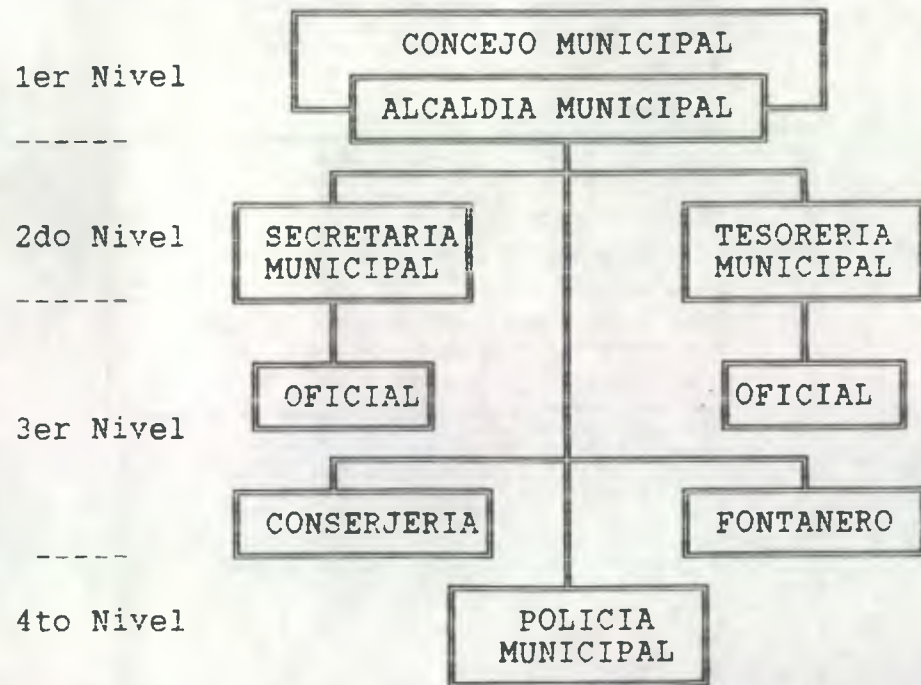 CONCEJO MUNICIPAL
1er Nivel
ALCALDIA MUNICIPAL
------
2do Nivel
SECRETARIA
MUNICIPAL
TESORERIA
MUNICIPAL
------
OFICIAL
OFICIAL
3er Nivel
CONSERJERIA
FONTANERO
-----
4to Nivel
POLICIA
MUNICIPAL